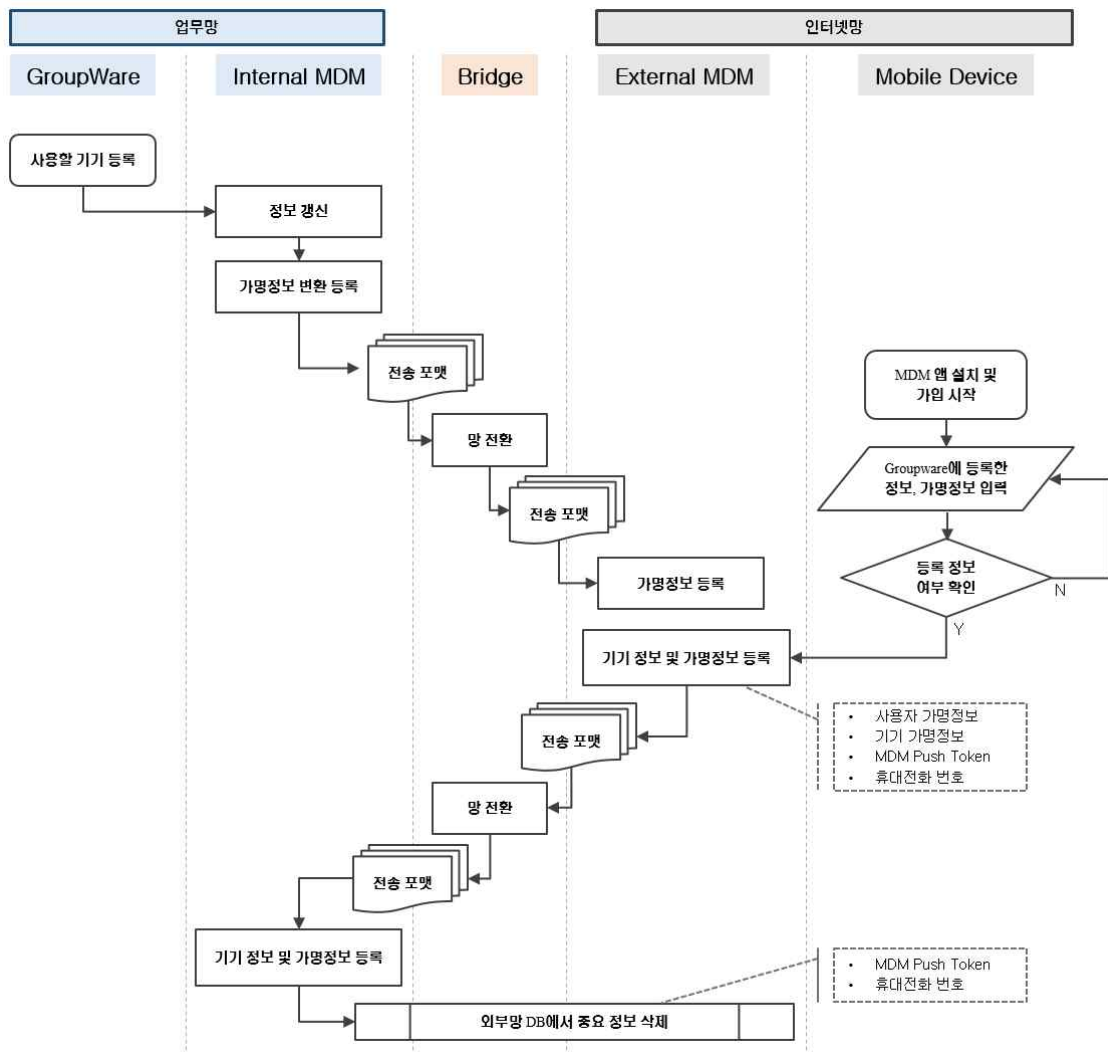 업무망
인터넷망
GroupWare
Internal MDM
Bridge
External MDM
Mobile Device
사용할 기기 등록
정보 갱신
가명정보 변환 등록
전송 포맷
MDM 앱 설치 및
가입 시작
망 전환
Groupware에 등록한
정보, 가명정보 입력
전송 포맷
등록 정보
여부 확인
N
가명정보 등록
Y
기기 정보 및 가명정보 등록
• 사용자 가명정보
• 기기 가명정보
• MDM Push Token
• 휴대전화 번호
전송 포맷
망 전환
전송 포맷
기기 정보 및 가명정보 등록
• MDM Push Token
• 휴대전화 번호
외부망 DB에서 중요 정보 삭제